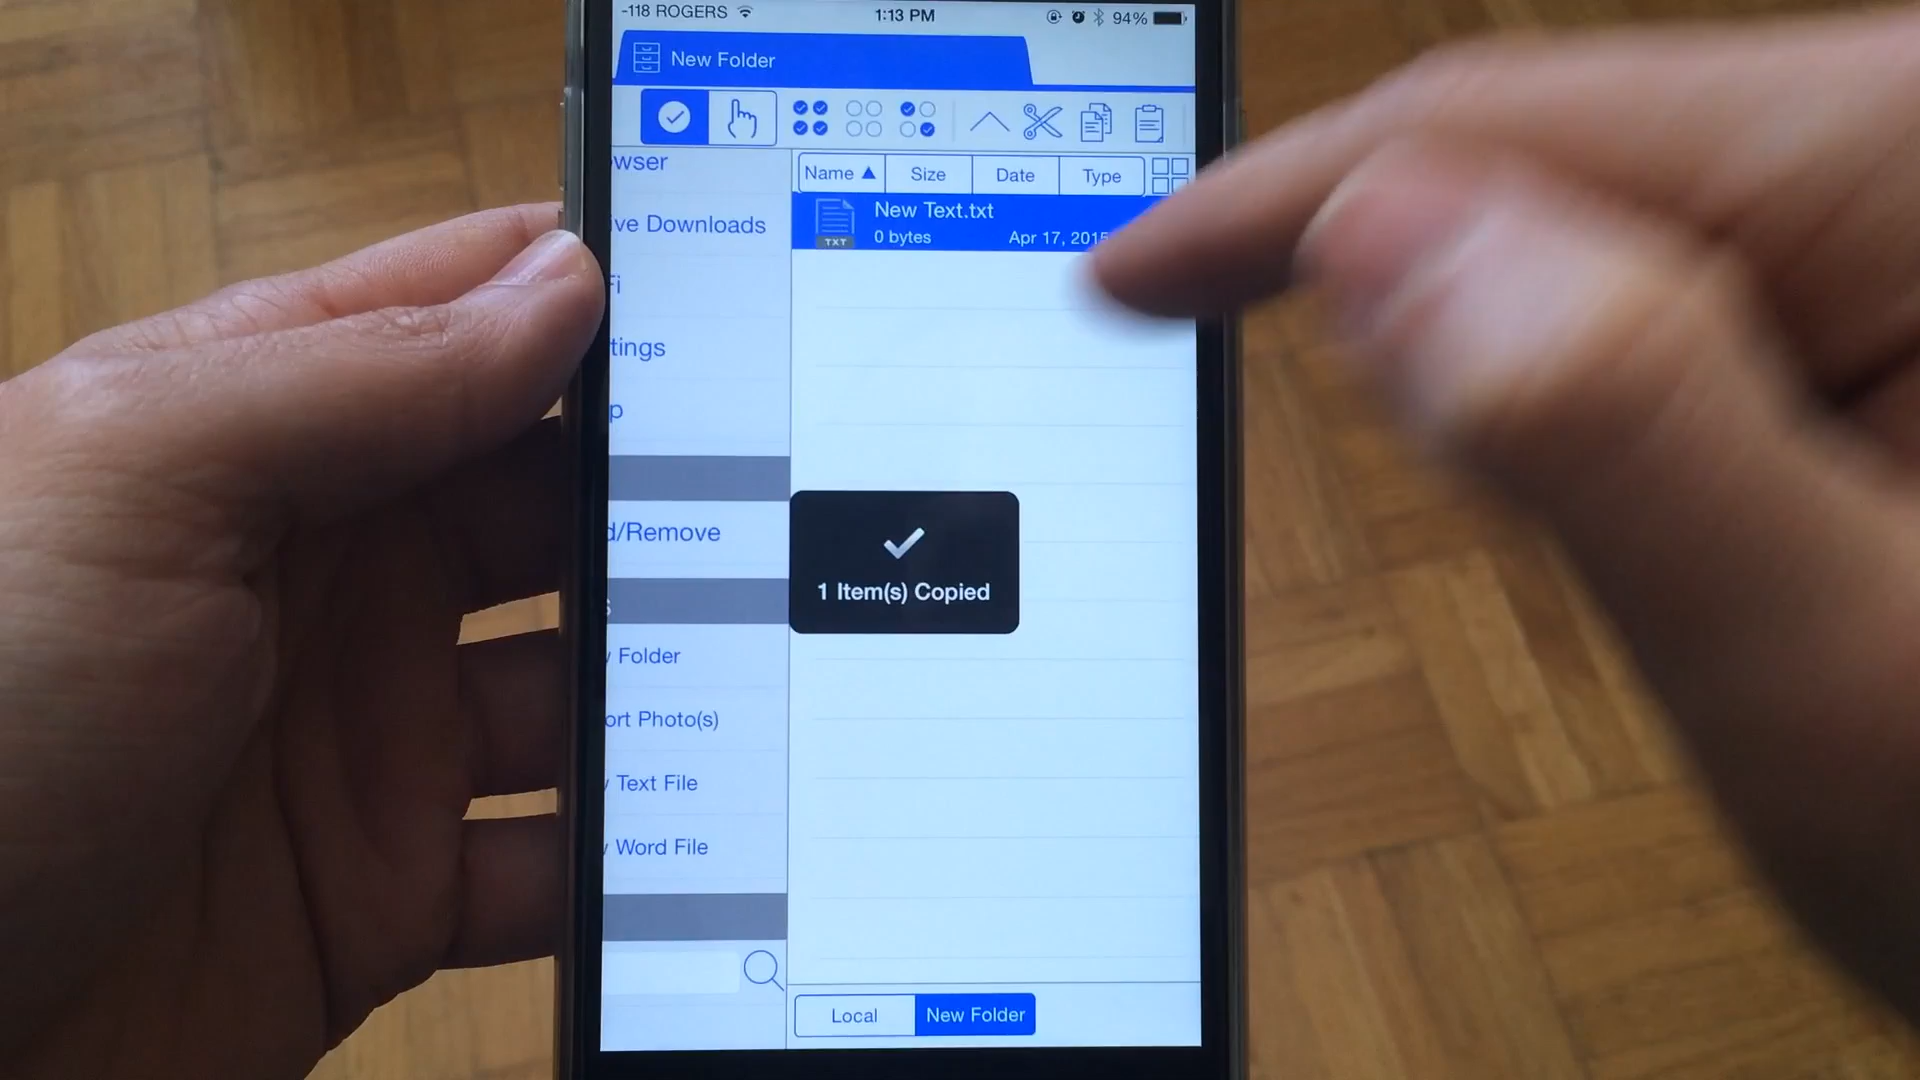 -118 ROGERS 1:13 PM 94%
New Folder
Name ▲ Size Date Type
New Text.txt
TXT 0 bytes Apr 17, 2015
wser
ive Downloads
Fi
tings
p
d/Remove
s
Folder
ort Photo(s)
Text File
Word File
1 Item(s) Copied
Local New Folder